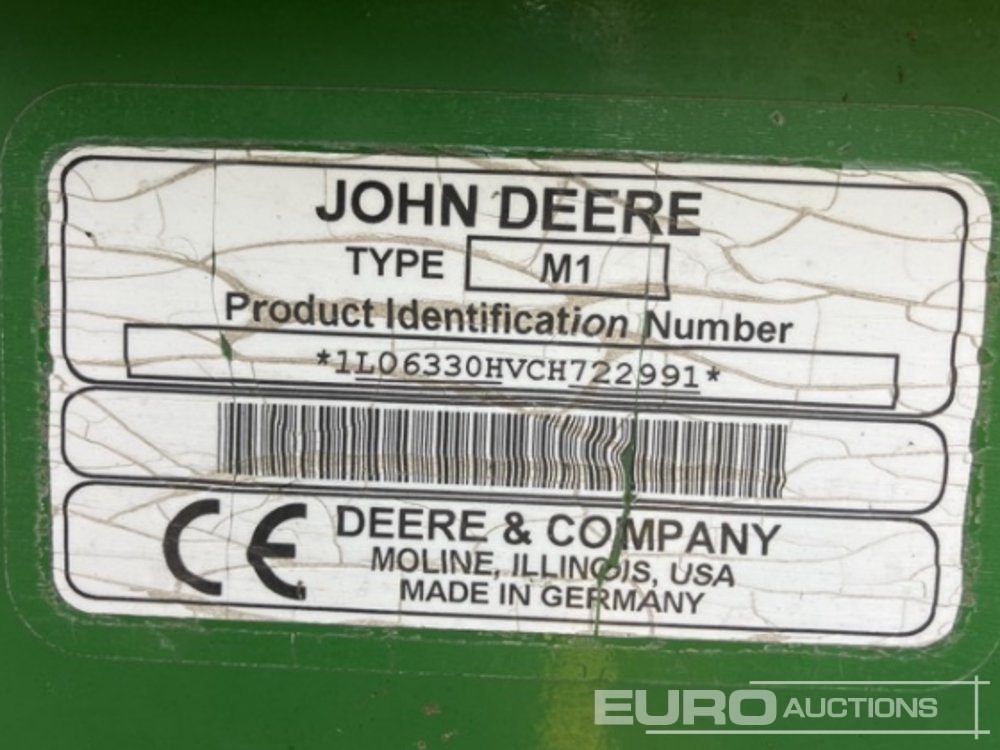 JOHN DEERE
TYPE M1
Product Identification Number
*1L06330HVCH722991*
CE
DEERE & COMPANY
MOLINE, ILLINOIS, USA
MADE IN GERMANY
EURO AUCTIONS